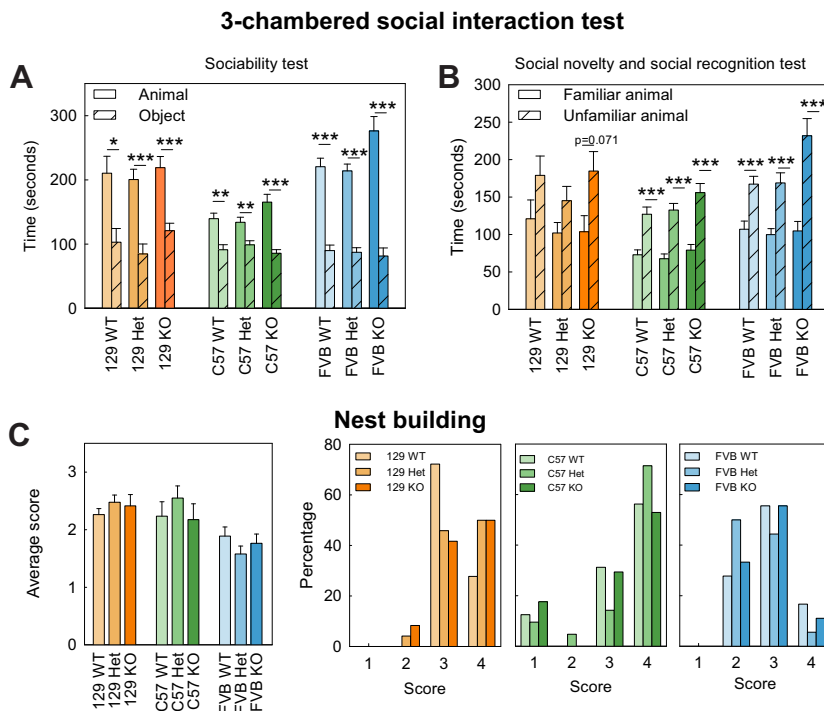 3-chambered social interaction test
A
Sociability test
Animal
Object
Time (seconds)
300
200
100
0
*
***
***
**
**
***
***
***
***
129 WT
129 Het
129 KO
C57 WT
C57 Het
C57 KO
FVB WT
FVB Het
FVB KO
B
Social novelty and social recognition test
Familiar animal
Unfamiliar animal
Time (seconds)
300
250
200
150
100
50
0
p=0.071
***
***
***
***
***
***
129 WT
129 Het
129 KO
C57 WT
C57 Het
C57 KO
FVB WT
FVB Het
FVB KO
Nest building
C
Average score
3
2
1
0
129 WT
129 Het
129 KO
C57 WT
C57 Het
C57 KO
FVB WT
FVB Het
FVB KO
Percentage
80
60
40
20
0
129 WT
129 Het
129 KO
1 2 3 4
Score
C57 WT
C57 Het
C57 KO
1 2 3 4
Score
FVB WT
FVB Het
FVB KO
1 2 3 4
Score